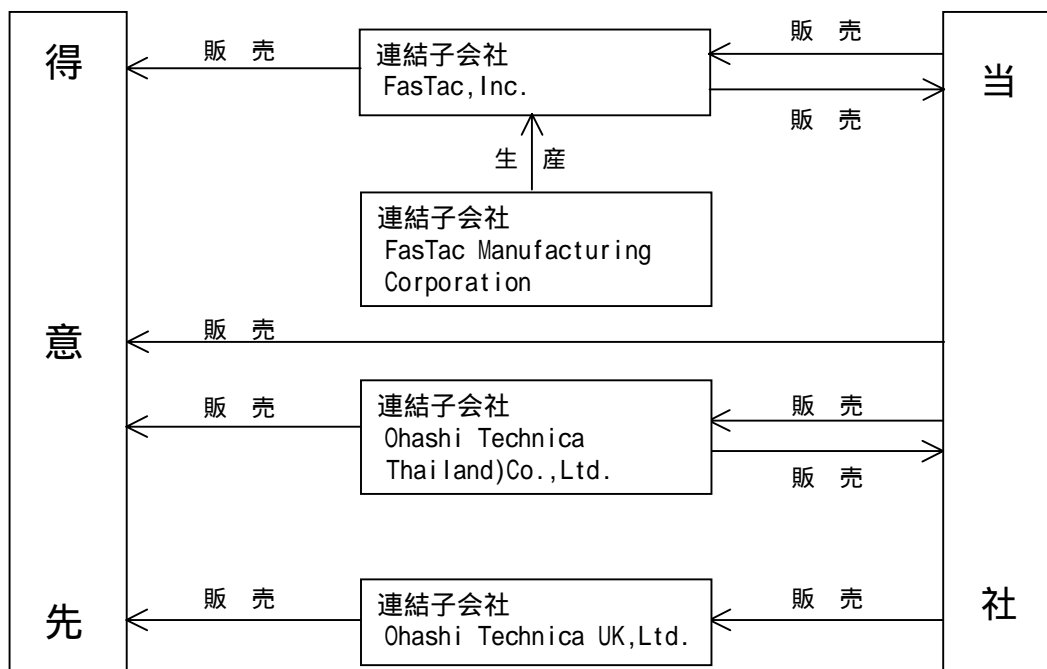 得意先
当社
販 売
連結子会社
FasTac,Inc.
販 売
販 売
生 産
連結子会社
FasTac Manufacturing
Corporation
販 売
販 売
連結子会社
Ohashi Technica
Thailand)Co.,Ltd.
販 売
販 売
販 売
連結子会社
Ohashi Technica UK,Ltd.
販 売